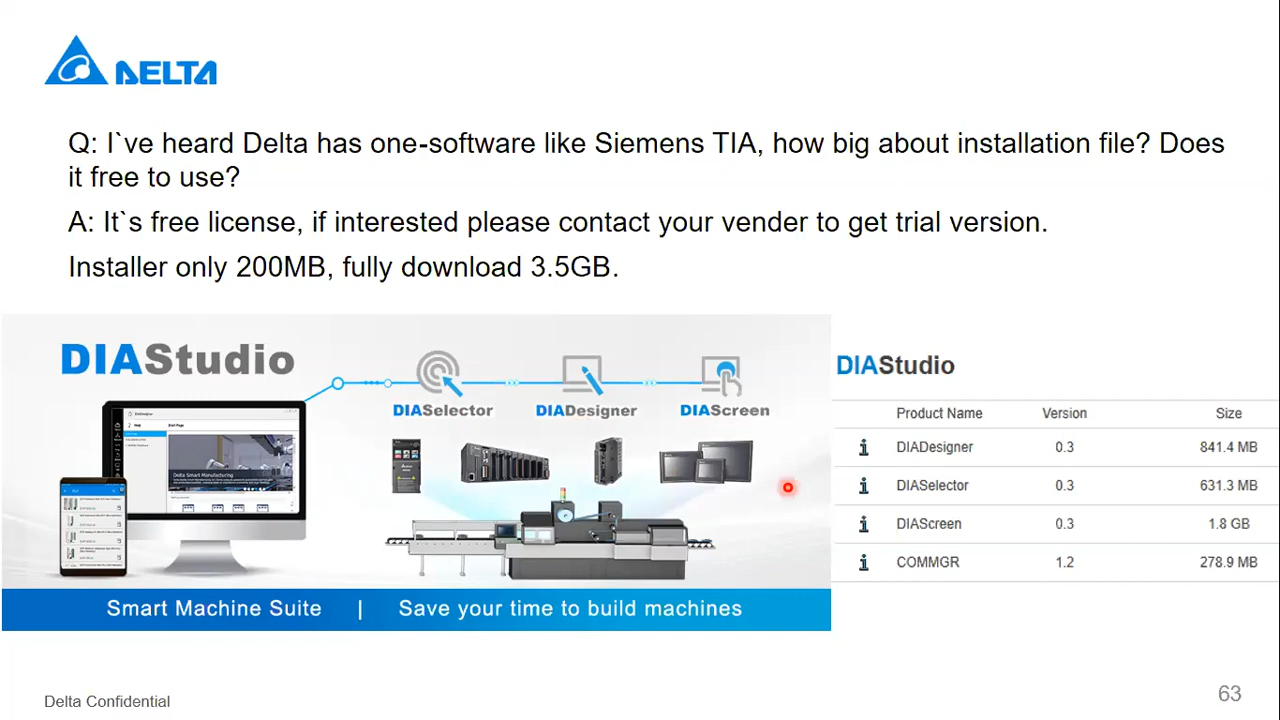 DELTA
Q: I`ve heard Delta has one-software like Siemens TIA, how big about installation file? Does
it free to use?
A: It`s free license, if interested please contact your vender to get trial version.
Installer only 200MB, fully download 3.5GB.
DIAStudio
DIASelector
DIADesigner
DIAScreen
Delta Smart Manufacturing
Smart Machine Suite | Save your time to build machines
DIAStudio
Product Name Version Size
DIADesigner 0.3 841.4 MB
DIASelector 0.3 631.3 MB
DIAScreen 0.3 1.8 GB
COMMGR 1.2 278.9 MB
Delta Confidential
63